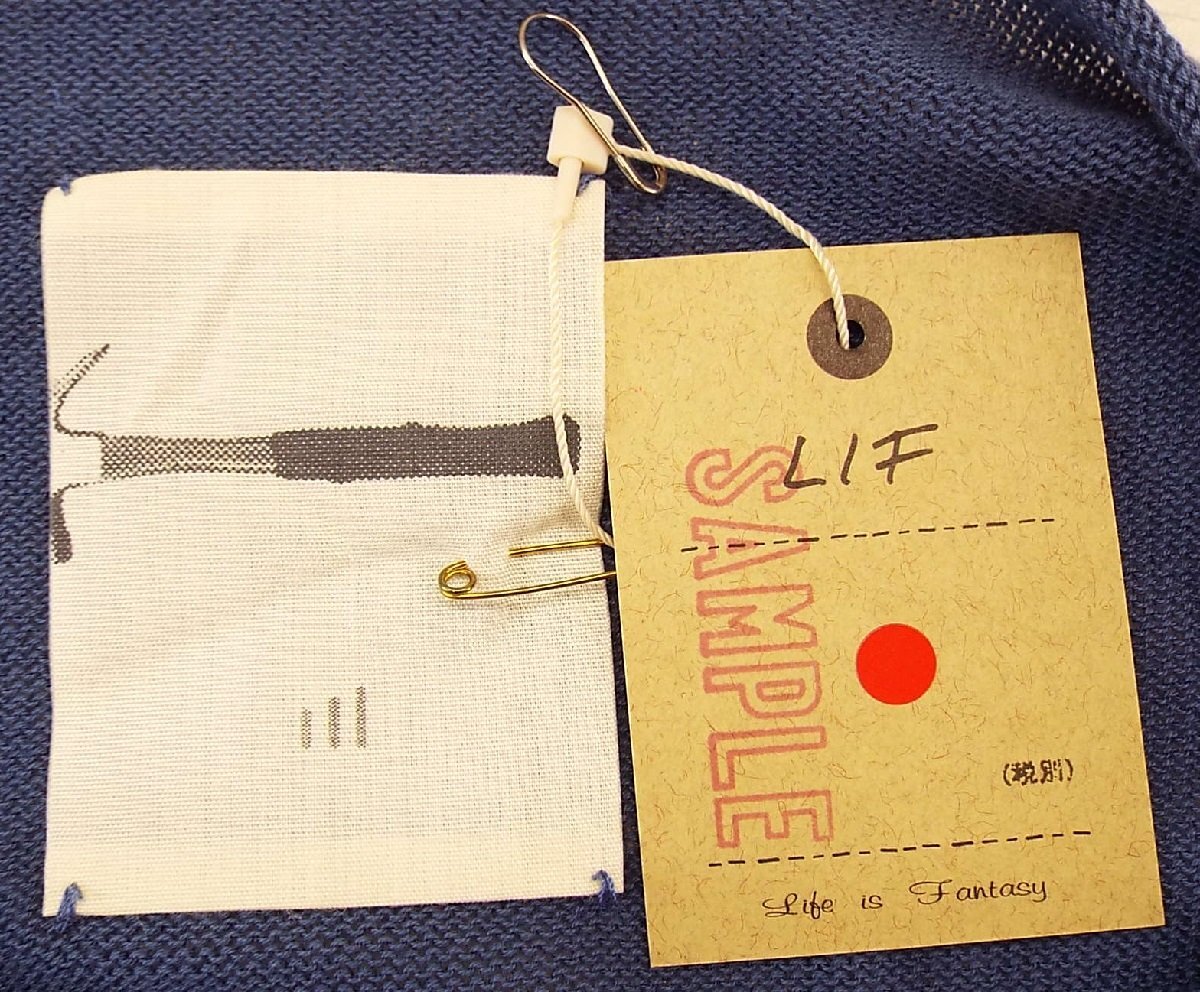 LIF
SAMPLE
(税別)
Life is Fantasy